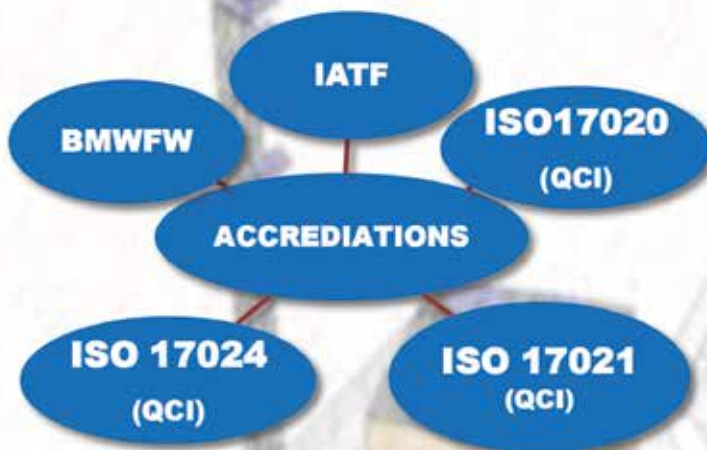 IATF
BMWFW
ISO17020
(QCI)
ACCREDIATIONS
ISO 17024
(QCI)
ISO 17021
(QCI)